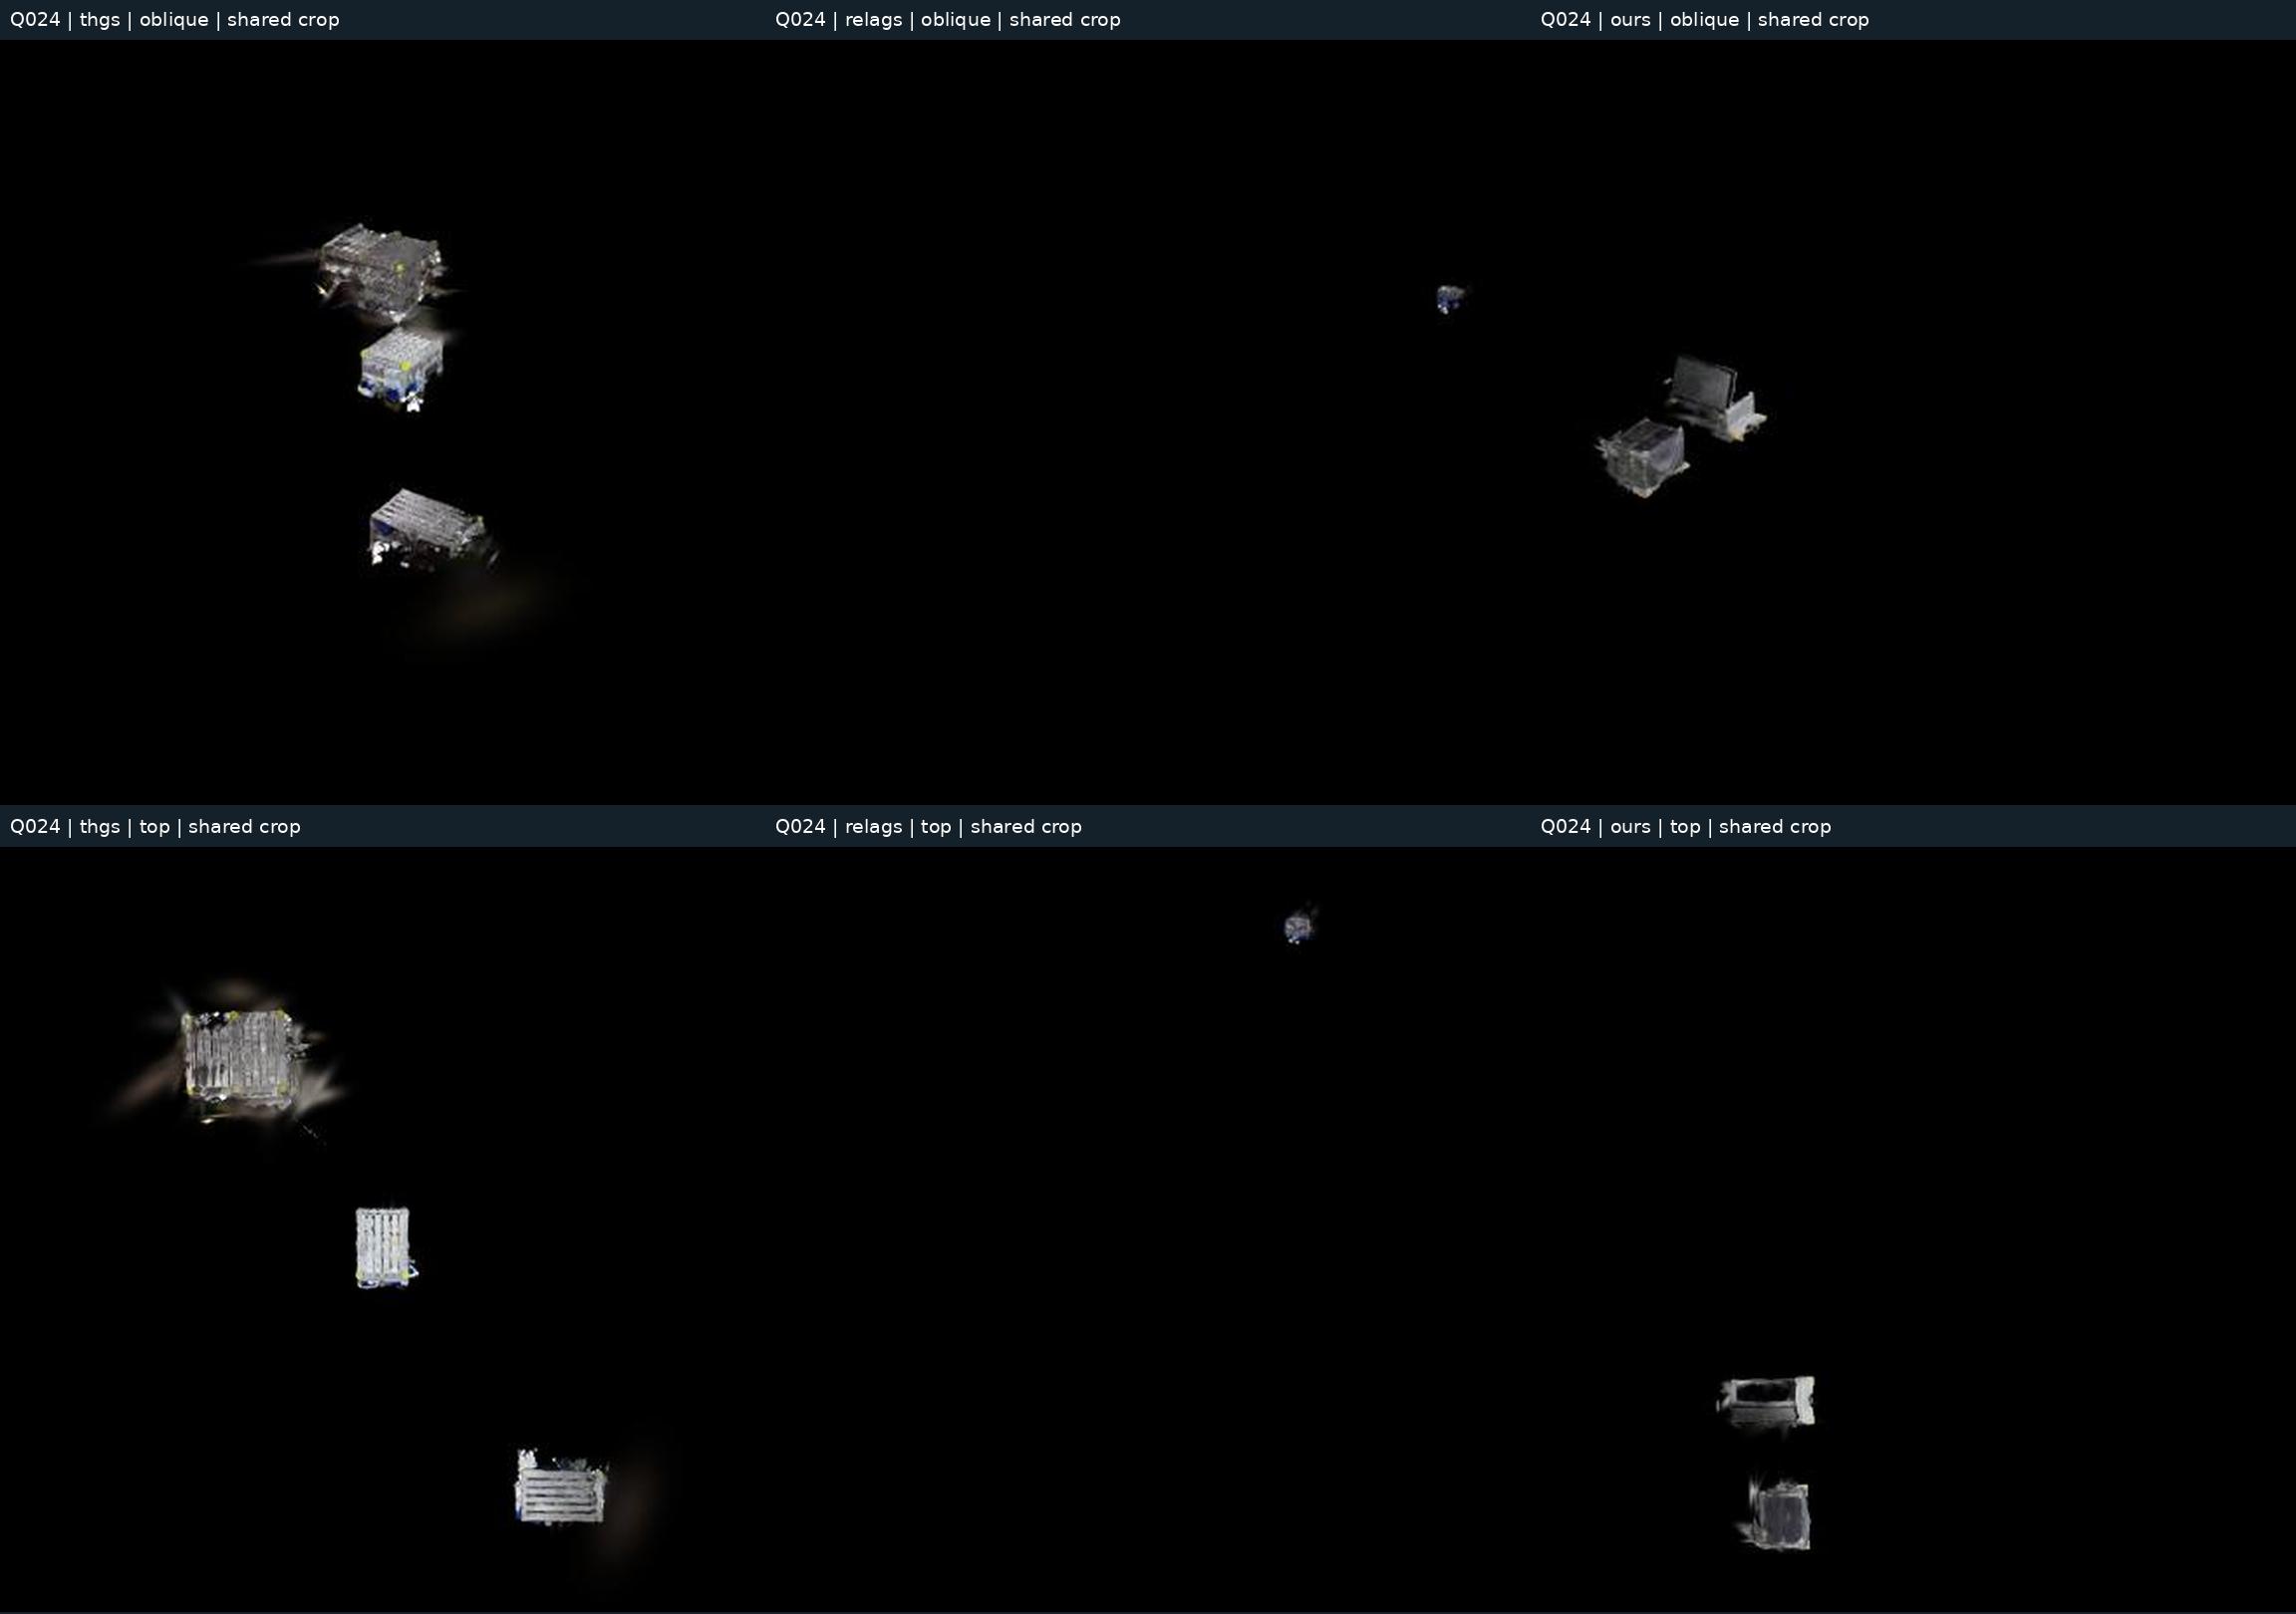 Q024 | thgs | oblique | shared crop
Q024 | relags | oblique | shared crop
Q024 | ours | oblique | shared crop
Q024 | thgs | top | shared crop
Q024 | relags | top | shared crop
Q024 | ours | top | shared crop